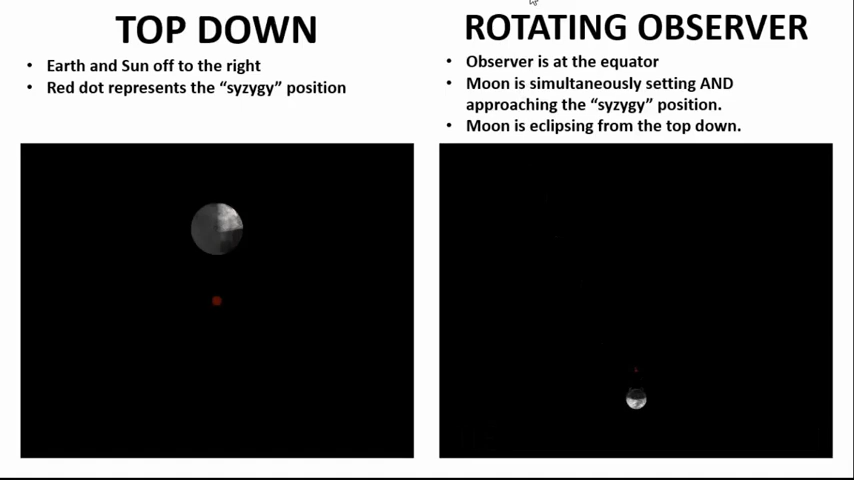 TOP DOWN
• Earth and Sun off to the right
• Red dot represents the “syzygy” position
ROTATING OBSERVER
• Observer is at the equator
• Moon is simultaneously setting AND
approaching the “syzygy” position.
• Moon is eclipsing from the top down.